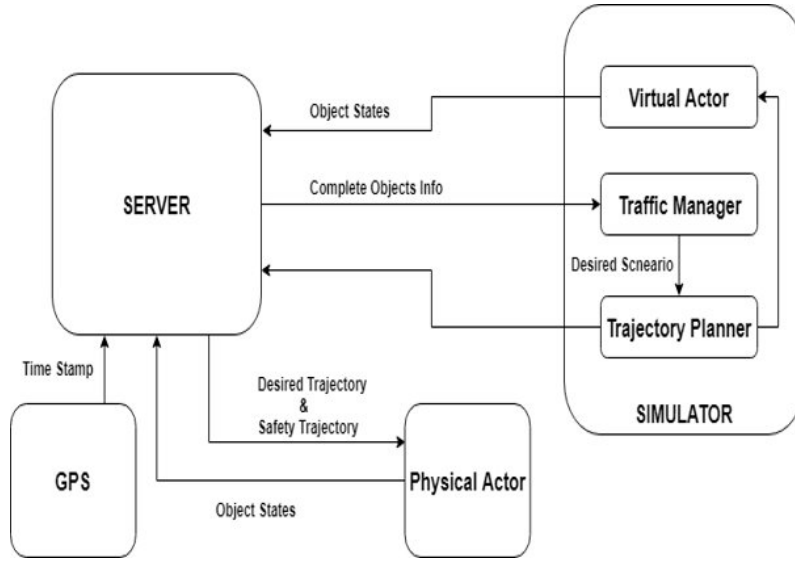 Virtual Actor
Object States
SERVER
Complete Objects Info
Traffic Manager
Desired Scneario
Trajectory Planner
Time Stamp
Desired Trajectory
&
Safety Trajectory
SIMULATOR
GPS
Physical Actor
Object States